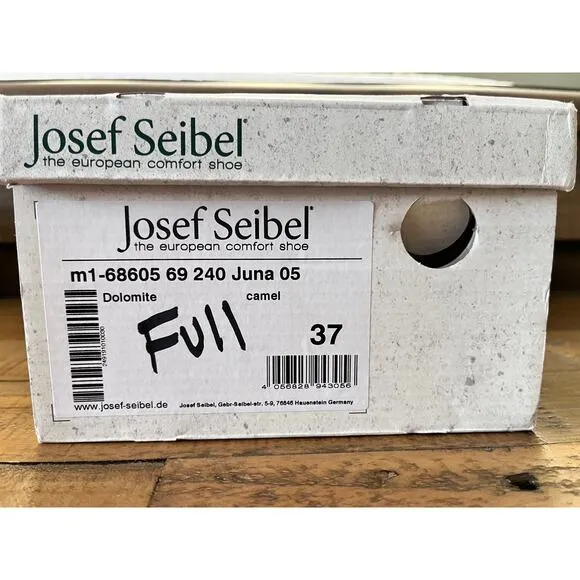 Josef Seibel
the european comfort shoe
Josef Seibel
the european comfort shoe
m1-68605 69 240 Juna 05
Dolomite camel
Full
37
249191010030
4 056828 943056
www.josef-seibel.de
Josef Seibel, Gebr-Seibel-str. 5-9, 76846 Hauenstein Germany